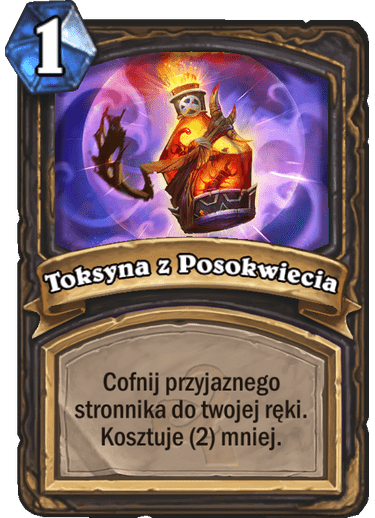 1
Toksyna z Posokwiecia
Cofnij przyjaznego
stronnika do twojej ręki.
Kosztuje (2) mniej.